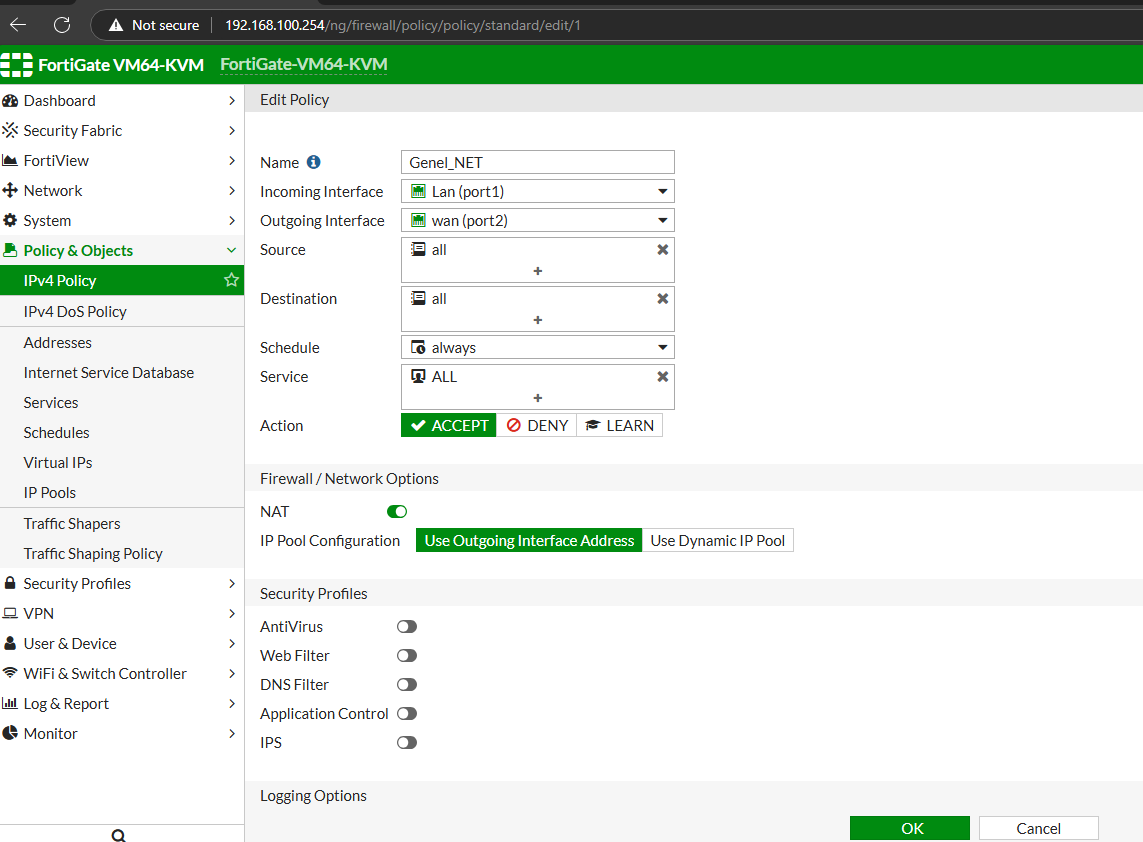 Not secure 192.168.100.254/ng/firewall/policy/policy/standard/edit/1
FortiGate VM64-KVM FortiGate-VM64-KVM
Dashboard
Security Fabric
FortiView
Network
System
Policy & Objects
IPv4 Policy
IPv4 DoS Policy
Addresses
Internet Service Database
Services
Schedules
Virtual IPs
IP Pools
Traffic Shapers
Traffic Shaping Policy
Security Profiles
VPN
User & Device
WiFi & Switch Controller
Log & Report
Monitor
Edit Policy
Name Genel_NET
Incoming Interface Lan (port1)
Outgoing Interface wan (port2)
Source all
Destination all
Schedule always
Service ALL
Action ACCEPT DENY LEARN
Firewall / Network Options
NAT
IP Pool Configuration Use Outgoing Interface Address Use Dynamic IP Pool
Security Profiles
AntiVirus
Web Filter
DNS Filter
Application Control
IPS
Logging Options
OK Cancel